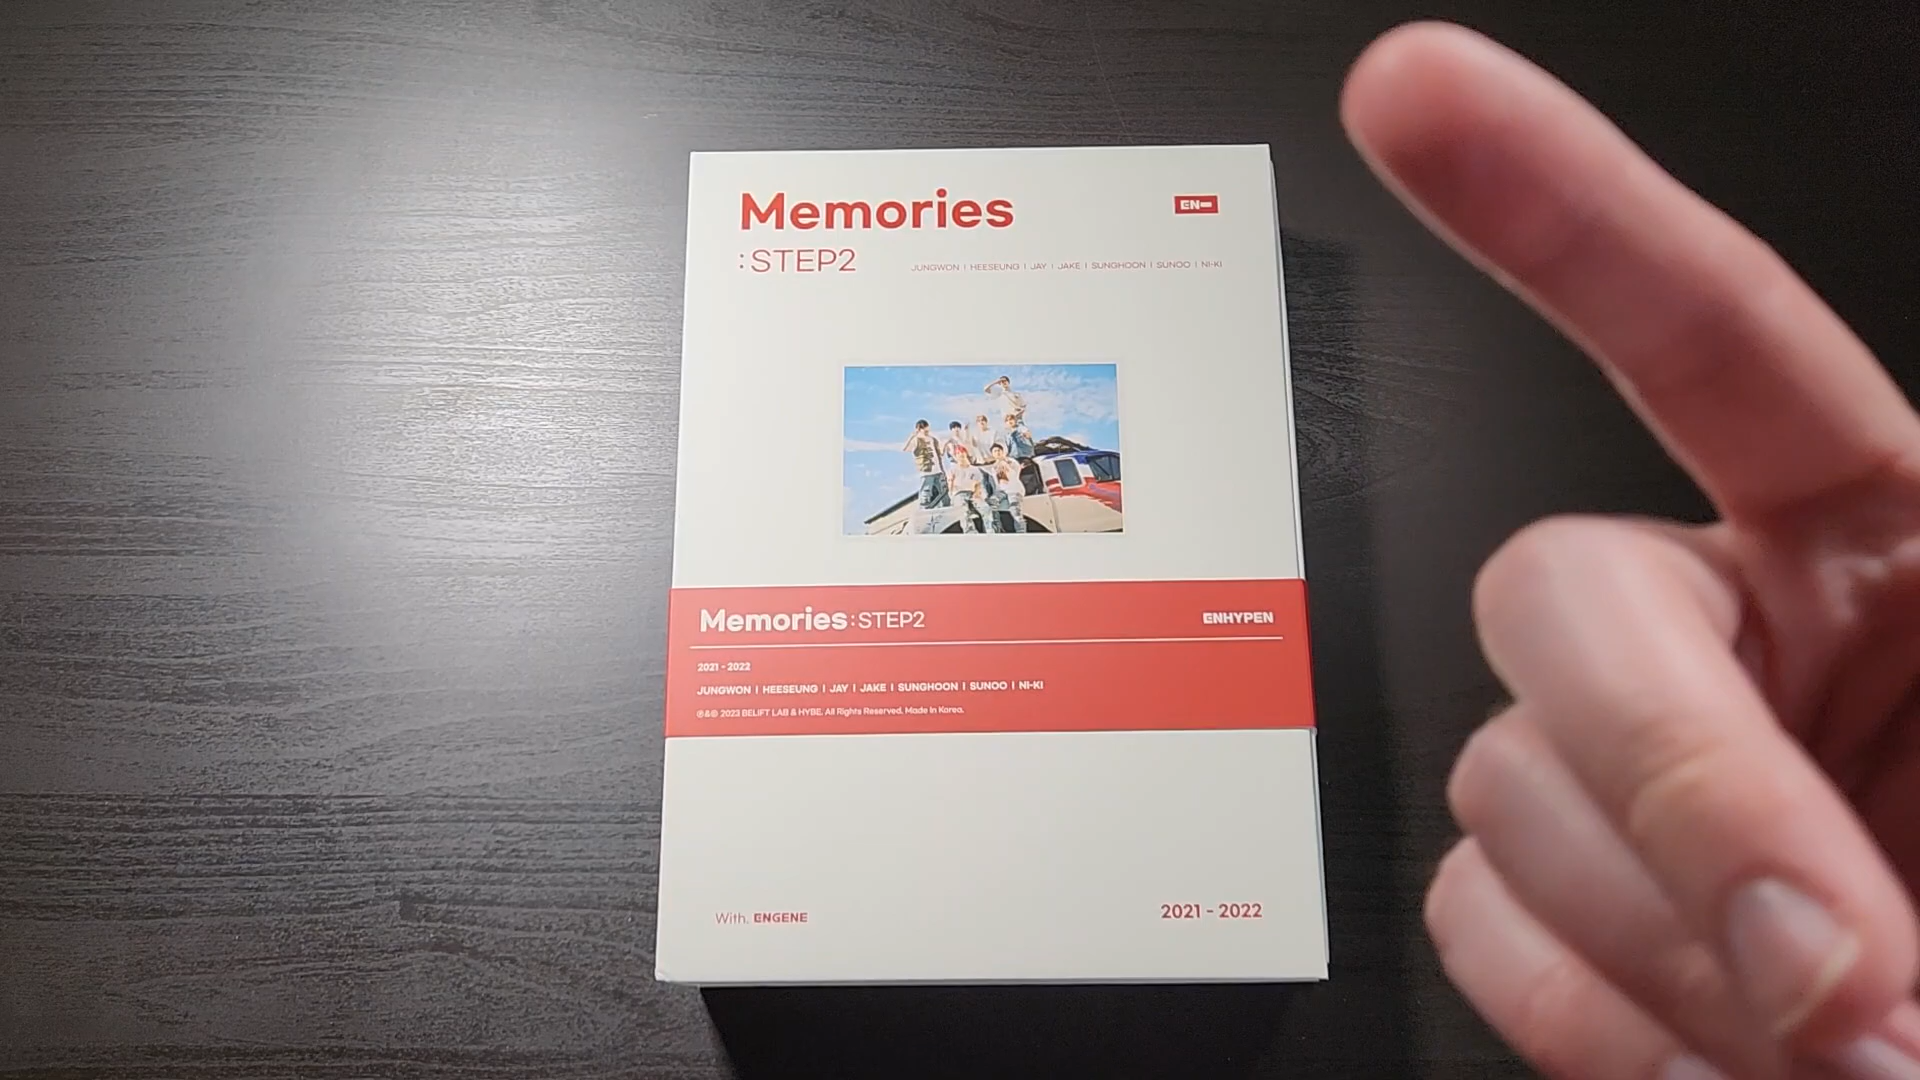 Memories
EN-
:STEP2
JUNGWON | HEESEUNG | JAY | JAKE | SUNGHOON | SUNOO | NI-KI
Memories:STEP2
ENHYPEN
2021 - 2022
JUNGWON | HEESEUNG | JAY | JAKE | SUNGHOON | SUNOO | NI-KI
℗&© 2023 BELIFT LAB & HYBE. All Rights Reserved. Made in Korea.
With. ENGENE
2021 - 2022